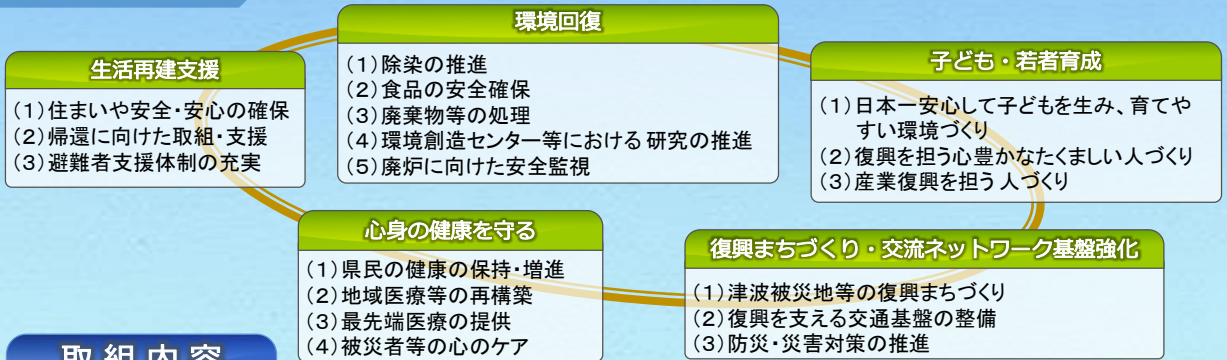 環境回復
(1)除染の推進
(2)食品の安全確保
(3)廃棄物等の処理
(4)環境創造センター等における 研究の推進
(5)廃炉に向けた安全監視
生活再建支援
(1)住まいや安全・安心の確保
(2)帰還に向けた取組・支援
(3)避難者支援体制の充実
子ども・若者育成
(1)日本一安心して子どもを生み、育てや
すい環境づくり
(2)復興を担う心豊かなたくましい人づくり
(3)産業復興を担う 人づくり
心身の健康を守る
(1)県民の健康の保持・増進
(2)地域医療等の再構築
(3)最先端医療の提供
(4)被災者等の心のケア
復興まちづくり・交流ネットワーク基盤強化
(1)津波被災地等の復興まちづくり
(2)復興を支える交通基盤の整備
(3)防災・災害対策の推進
取 組 内 容